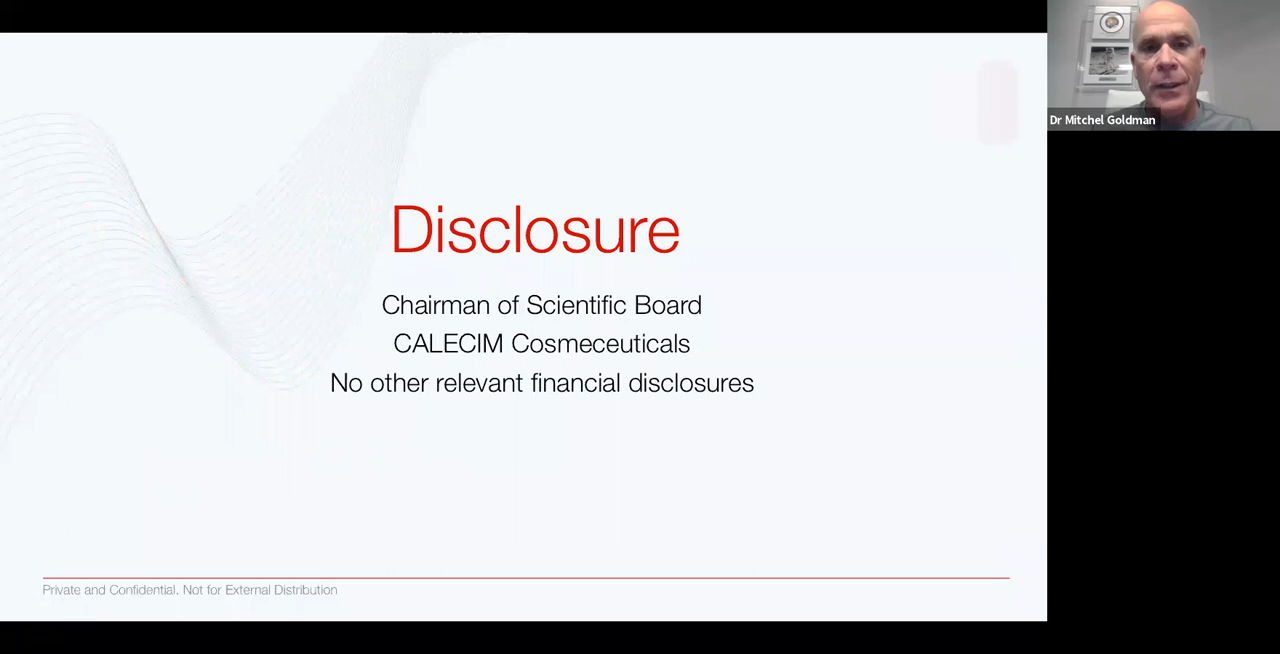 Disclosure
Chairman of Scientific Board
CALECIM Cosmeceuticals
No other relevant financial disclosures
Private and Confidential. Not for External Distribution
Dr Mitchel Goldman